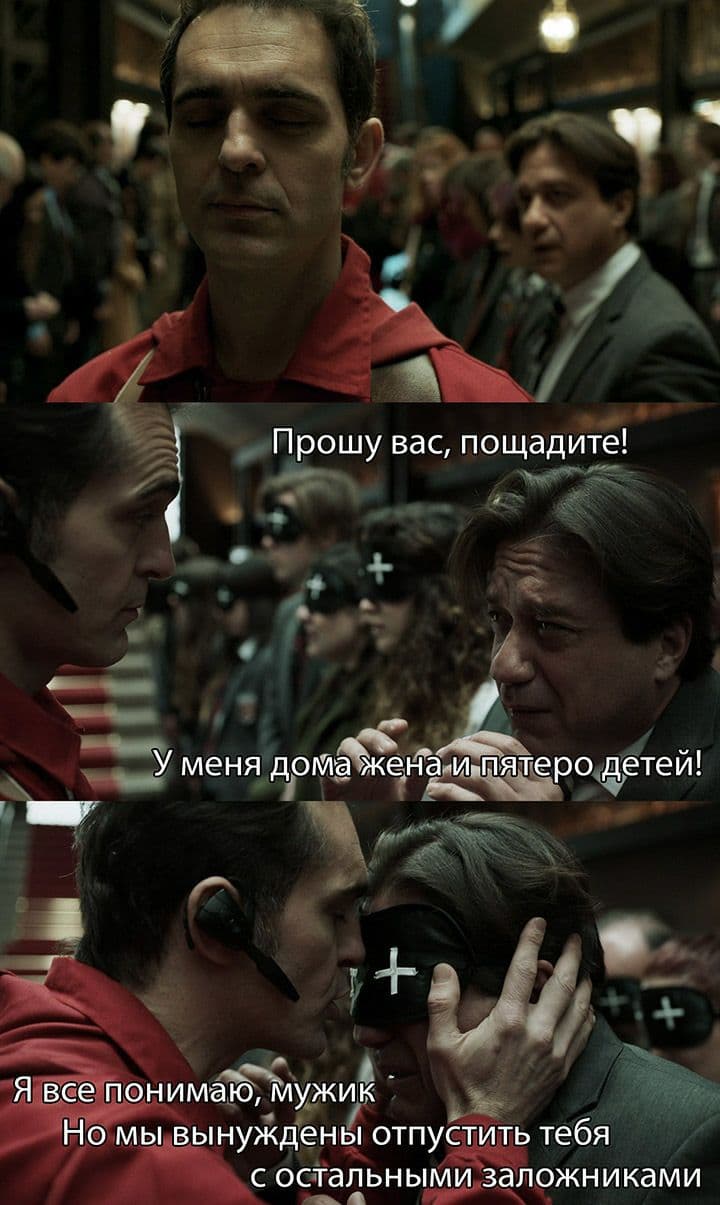 Прошу вас, пощадите!
У меня дома жена и пятеро детей!
Я все понимаю, мужик
Но мы вынуждены отпустить тебя
с остальными заложниками